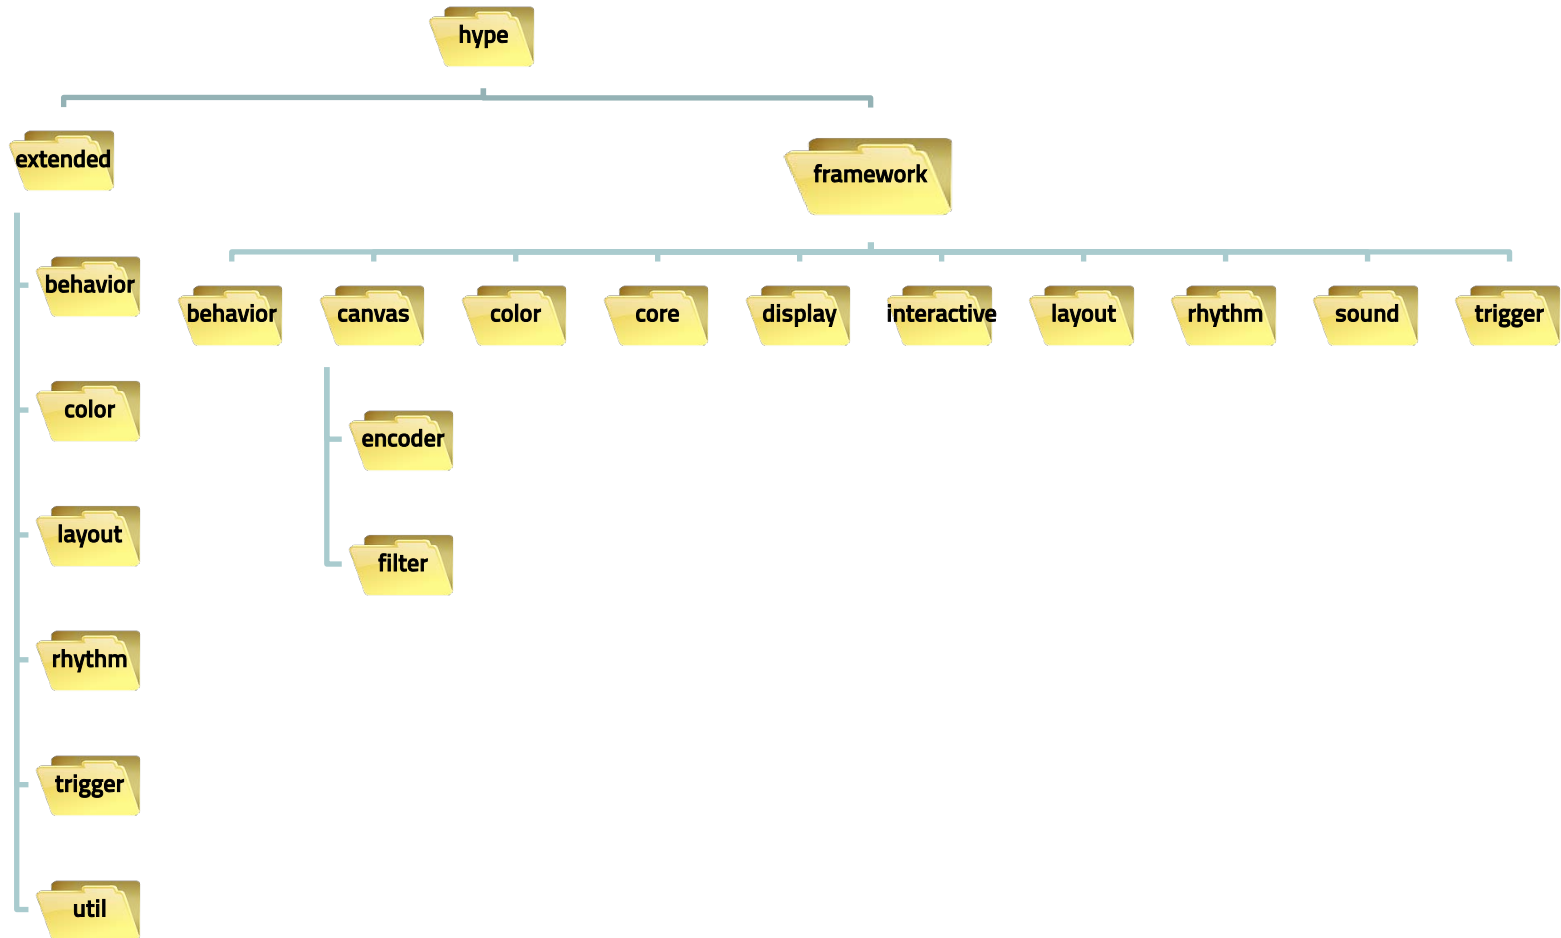 hype
extended
framework
behavior
behavior
canvas
color
core
display
interactive
layout
rhythm
sound
trigger
color
encoder
layout
filter
rhythm
trigger
util